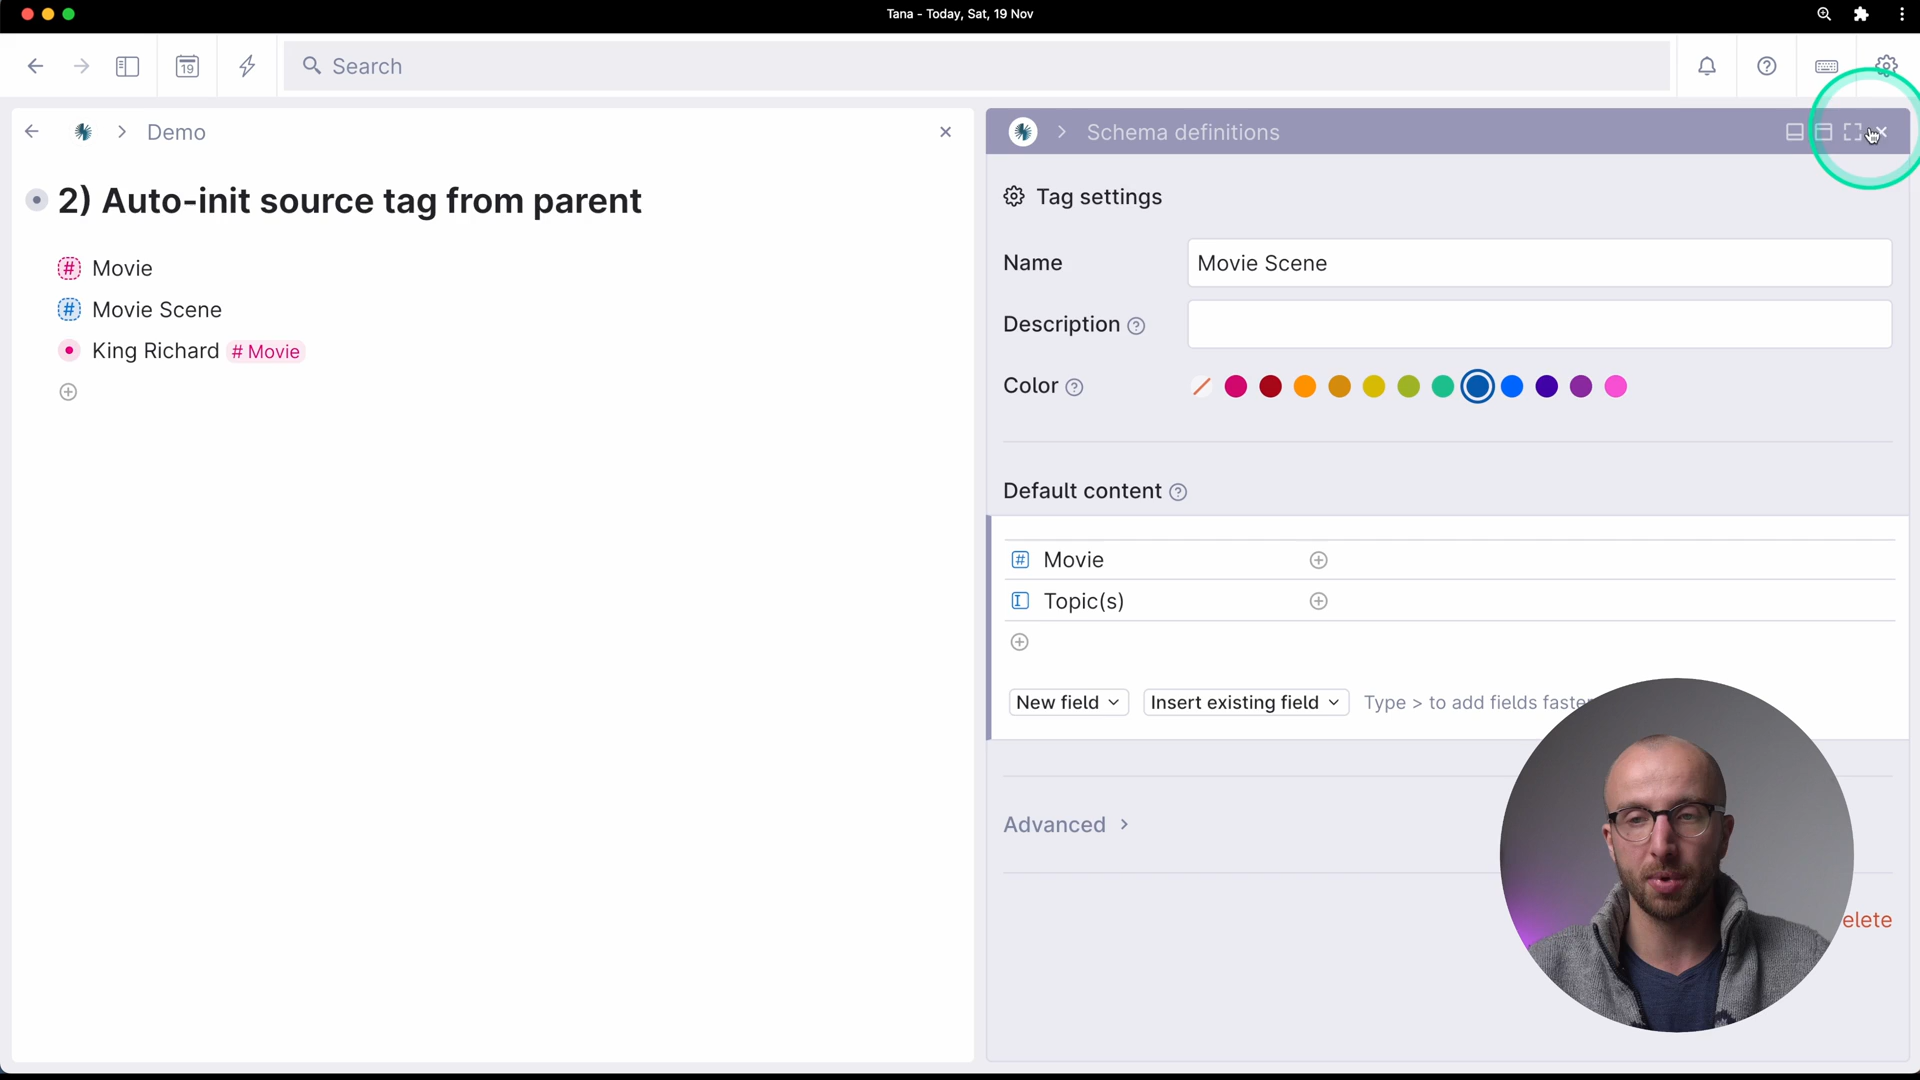 Tana - Today, Sat, 19 Nov
19
Search
Demo
2) Auto-init source tag from parent
# Movie
# Movie Scene
King Richard # Movie
Schema definitions
Tag settings
Name
Movie Scene
Description
Color
Default content
# Movie
Topic(s)
New field
Insert existing field
Type > to add fields faster
Advanced
elete